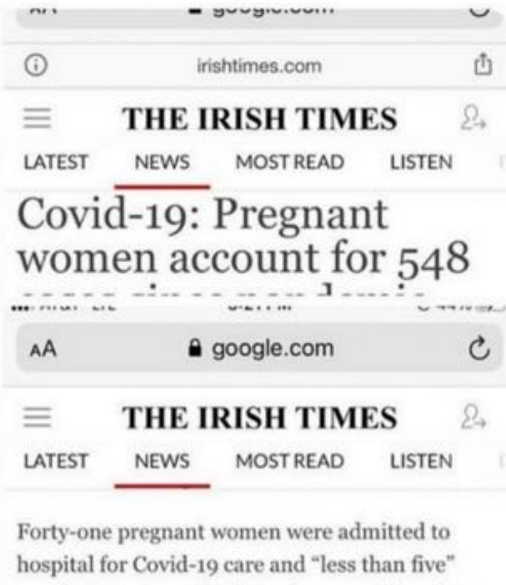 irishtimes.com
THE IRISH TIMES
LATEST NEWS MOST READ LISTEN
Covid-19: Pregnant
women account for 548
AA google.com
THE IRISH TIMES
LATEST NEWS MOST READ LISTEN
Forty-one pregnant women were admitted to
hospital for Covid-19 care and “less than five”